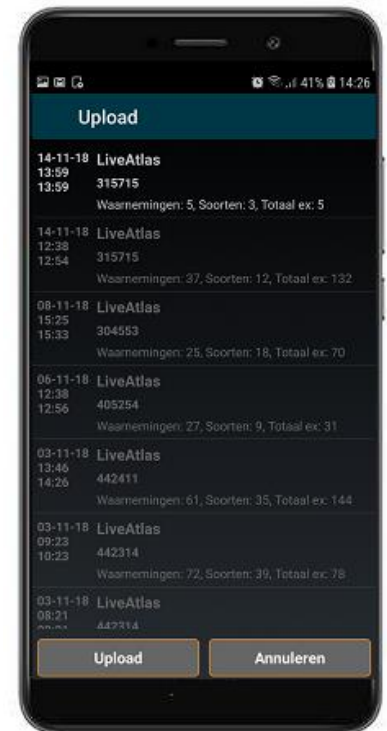 41% 14:26
Upload
14-11-18 LiveAtlas
13:59
13:59 315715
Waarnemingen: 5, Soorten: 3, Totaal ex: 5
14-11-18 LiveAtlas
12:38
12:54 315715
Waarnemingen: 37, Soorten: 12, Totaal ex: 132
08-11-18 LiveAtlas
15:25
15:33 304553
Waarnemingen: 25, Soorten: 18, Totaal ex: 70
06-11-18 LiveAtlas
12:38
12:56 405254
Waarnemingen: 27, Soorten: 9, Totaal ex: 31
03-11-18 LiveAtlas
13:46
14:26 442411
Waarnemingen: 61, Soorten: 35, Totaal ex: 144
03-11-18 LiveAtlas
09:23
10:23 442314
Waarnemingen: 72, Soorten: 39, Totaal ex: 78
03-11-18 LiveAtlas
08:21
442314
Upload Annuleren